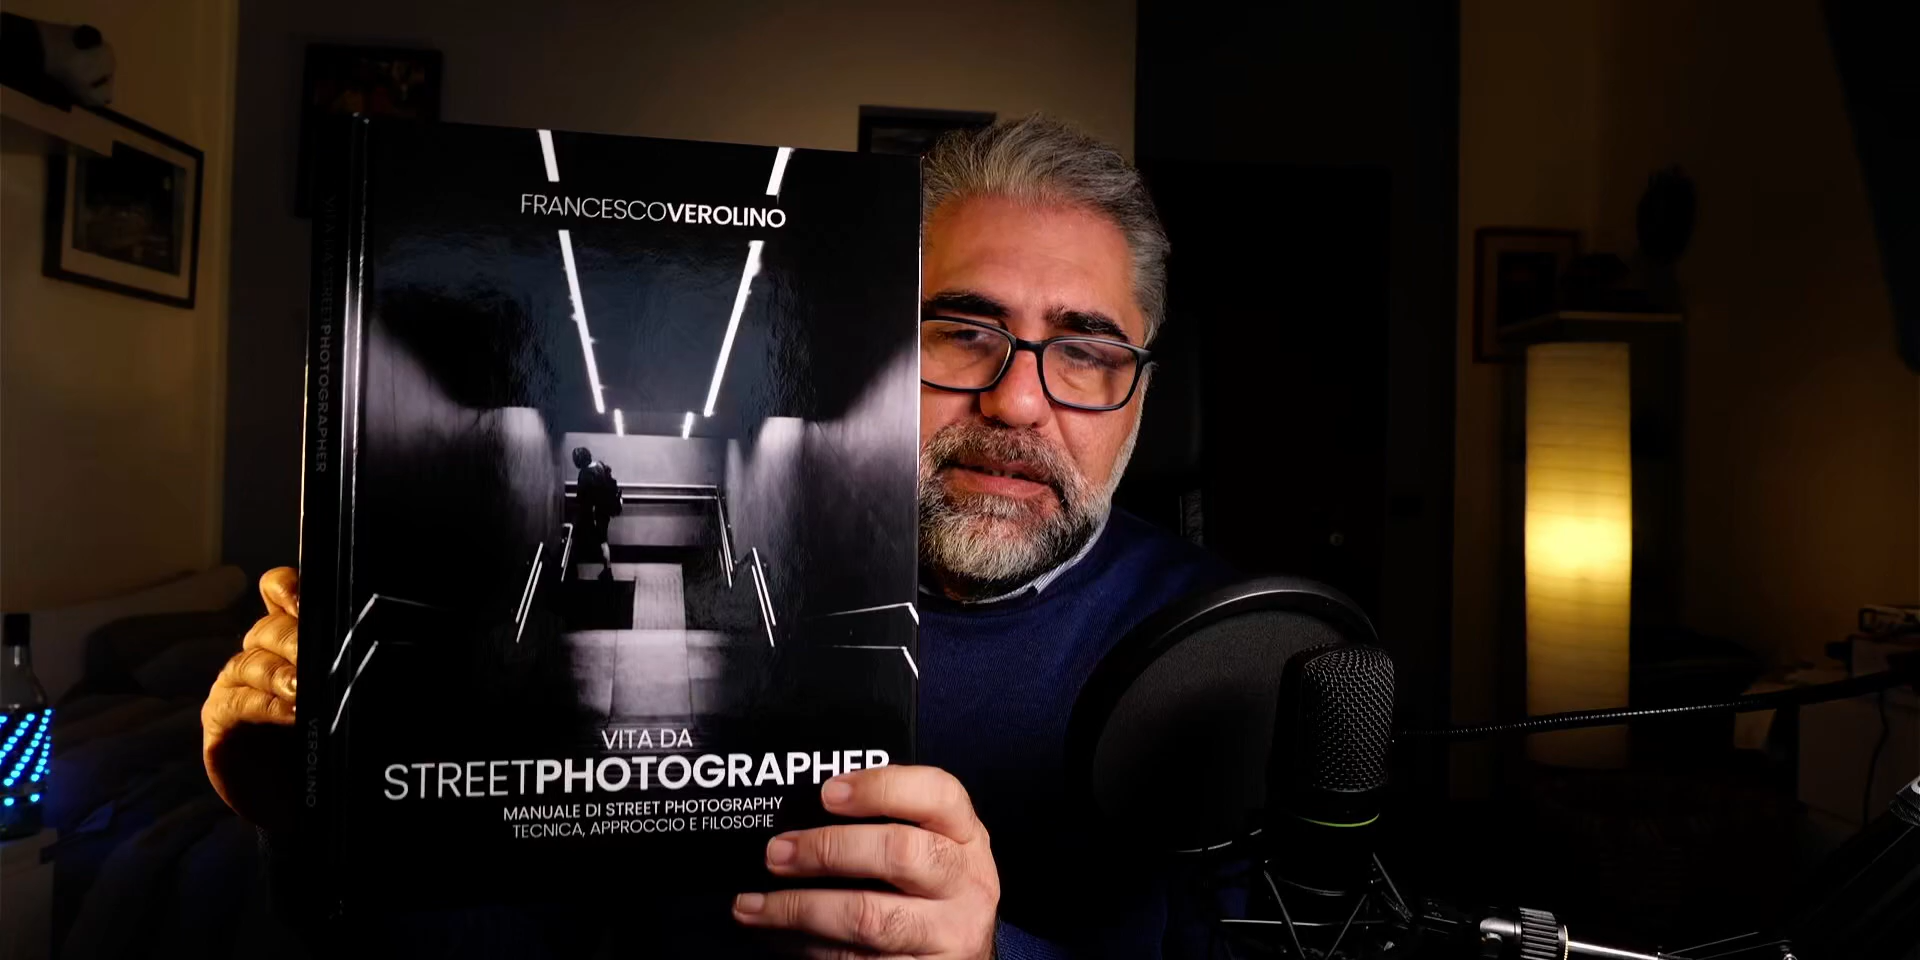 FRANCESCOVEROLINO
VITA DA
STREETPHOTOGRAPHER
MANUALE DI STREET PHOTOGRAPHY
TECNICA, APPROCCIO E FILOSOFIE
VITA DA STREETPHOTOGRAPHER
VEROLINO